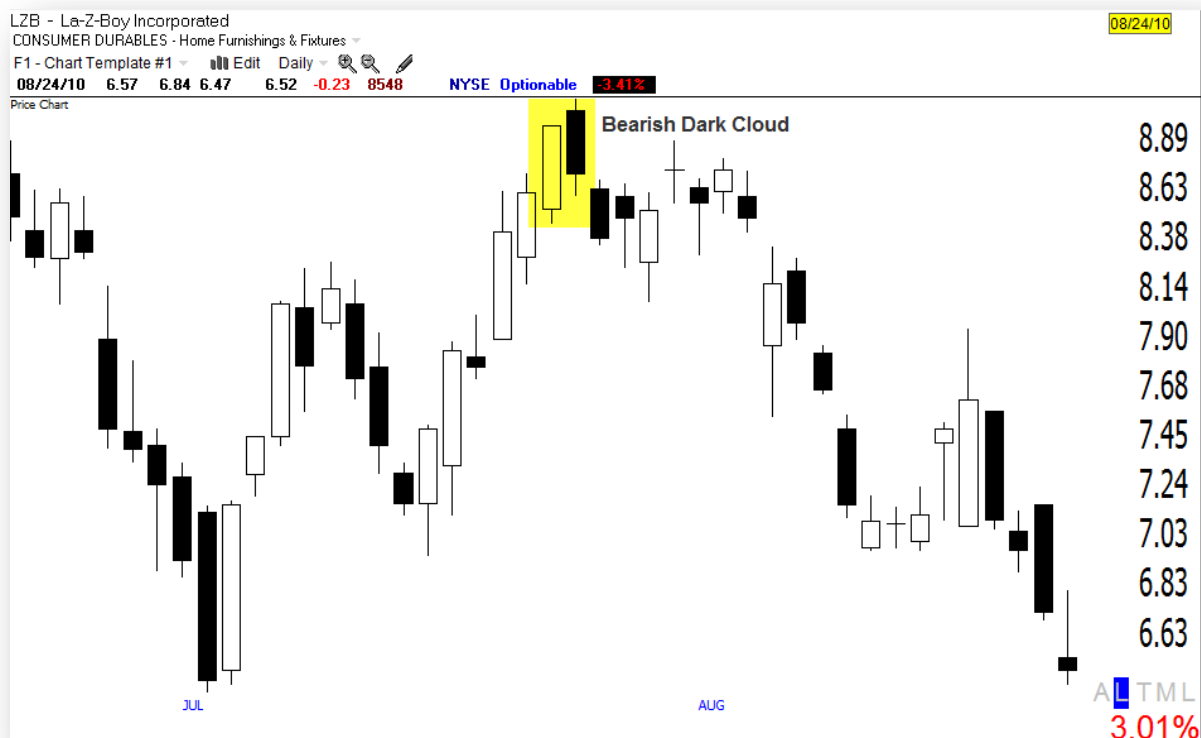 LZB - La-Z-Boy Incorporated
08/24/10
CONSUMER DURABLES - Home Furnishings & Fixtures
F1 - Chart Template #1 Edit Daily
08/24/10 6.57 6.84 6.47 6.52 -0.23 8548 NYSE Optionable -3.41%
Price Chart
Bearish Dark Cloud
8.89
8.63
8.38
8.14
7.90
7.68
7.45
7.24
7.03
6.83
6.63
JUL AUG
A L T M L
3.01%